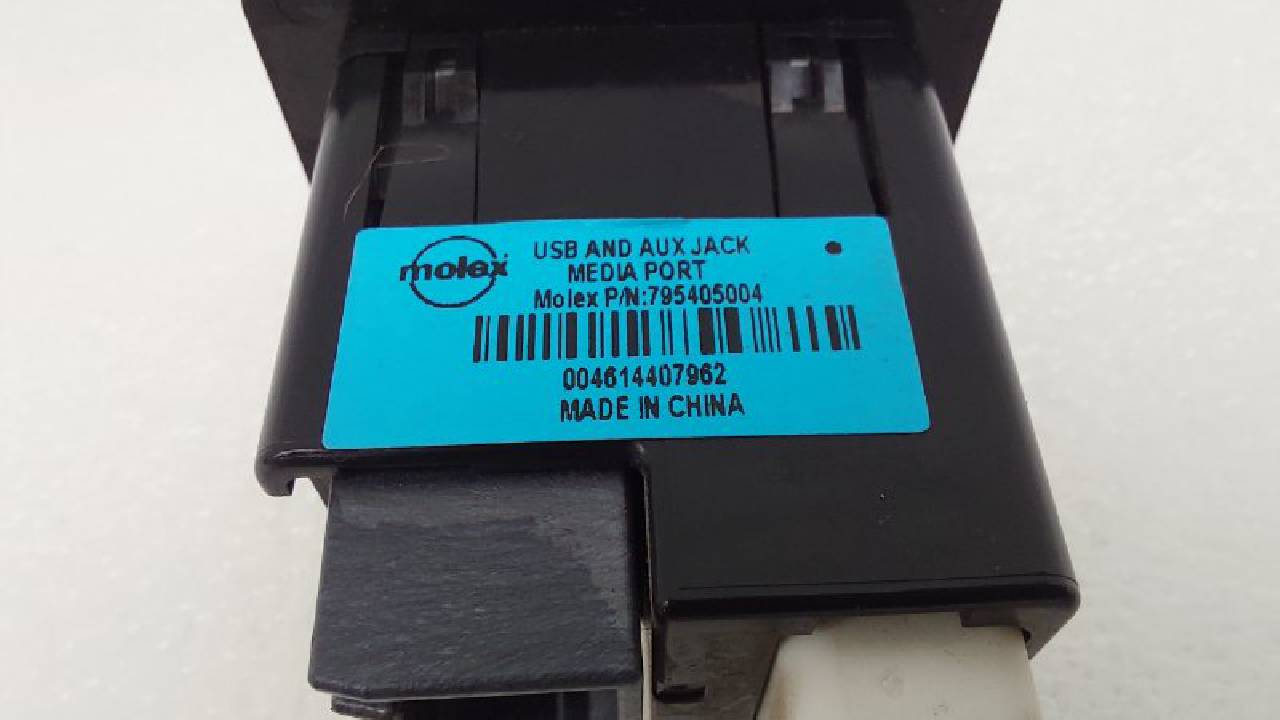 molex
USB AND AUX JACK
MEDIA PORT
Molex P/N:795405004
004614407962
MADE IN CHINA